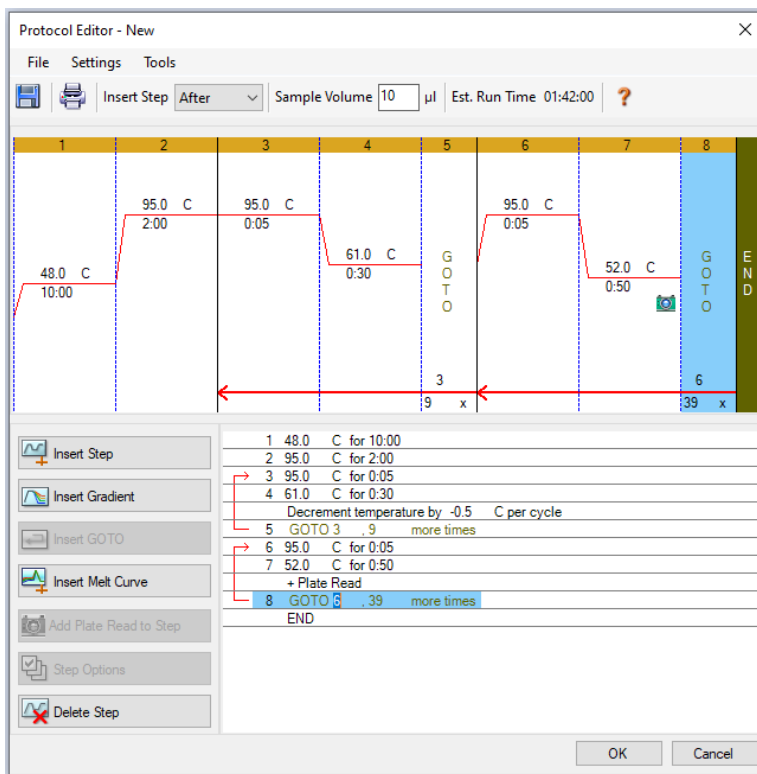 Protocol Editor - New
File Settings Tools
Insert Step After Sample Volume 10 µl Est. Run Time 01:42:00 ?
1 2 3 4 5 6 7 8
48.0 C
10:00
95.0 C
2:00
95.0 C
0:05
61.0 C
0:30
GOTO
3
9 x
95.0 C
0:05
52.0 C
0:50
GOTO
6
39 x
END
Insert Step
Insert Gradient
Insert GOTO
Insert Melt Curve
Add Plate Read to Step
Step Options
Delete Step
1 48.0 C for 10:00
2 95.0 C for 2:00
3 95.0 C for 0:05
4 61.0 C for 0:30
Decrement temperature by -0.5 C per cycle
5 GOTO 3 , 9 more times
6 95.0 C for 0:05
7 52.0 C for 0:50
+ Plate Read
8 GOTO 6 , 39 more times
END
OK Cancel